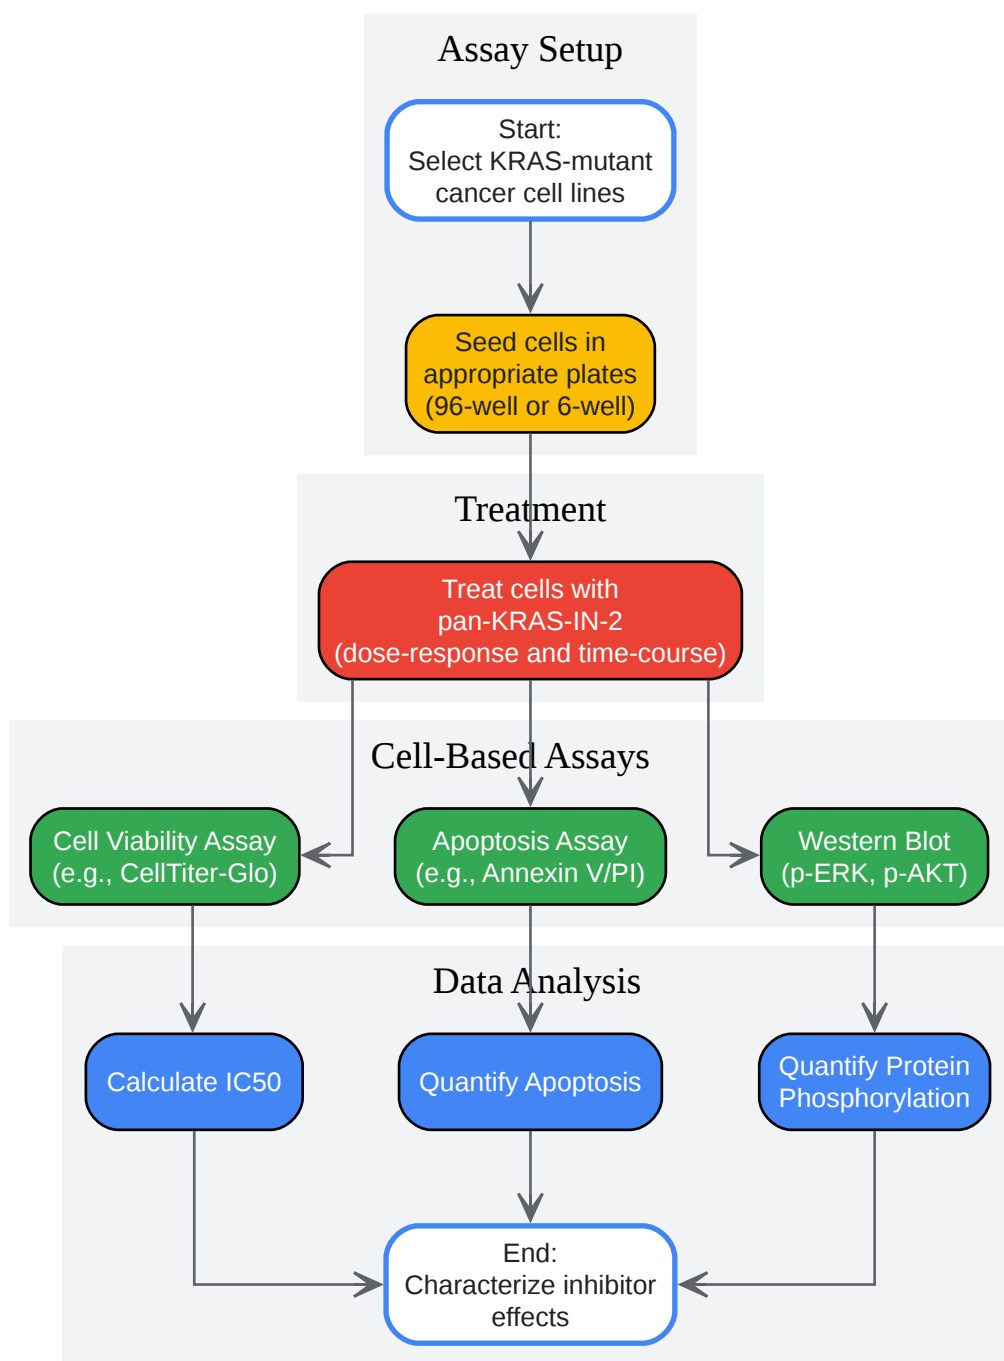 Assay Setup
Start:
Select KRAS-mutant
cancer cell lines
Seed cells in
appropriate plates
(96-well or 6-well)
Treatment
Treat cells with
pan-KRAS-IN-2
(dose-response and time-course)
Cell-Based Assays
Cell Viability Assay
(e.g., CellTiter-Glo)
Apoptosis Assay
(e.g., Annexin V/PI)
Western Blot
(p-ERK, p-AKT)
Data Analysis
Calculate IC50
Quantify Apoptosis
Quantify Protein
Phosphorylation
End:
Characterize inhibitor
effects